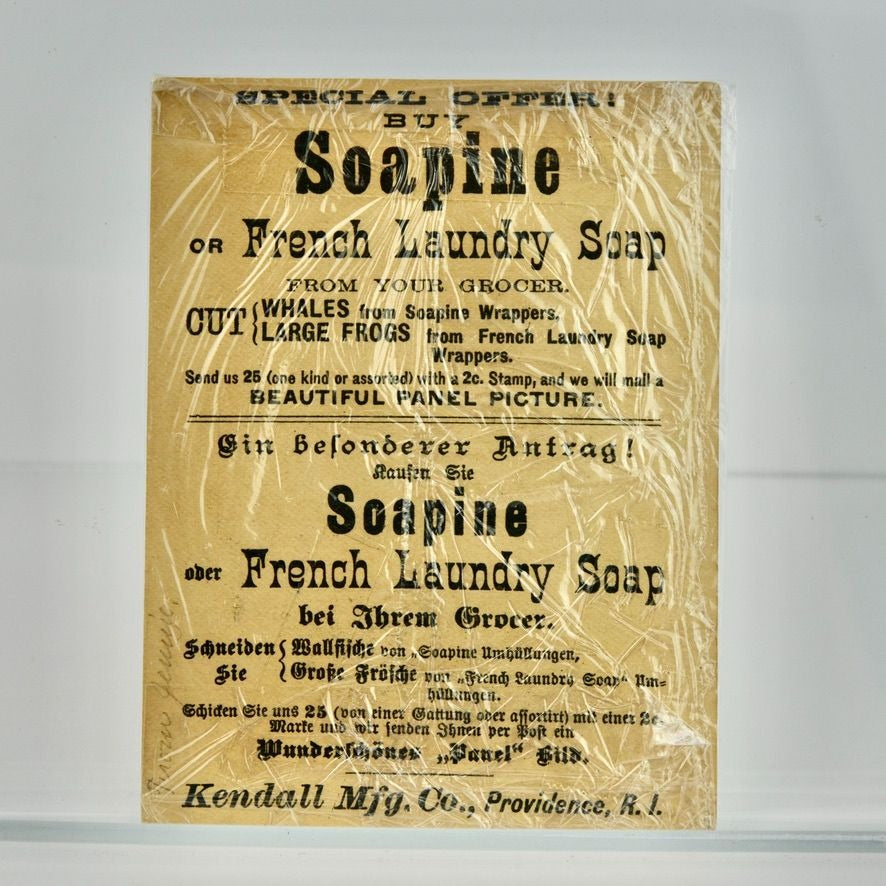 SPECIAL OFFER!
BUY
Soapine
OR French Laundry Soap
FROM YOUR GROCER.
CUT { WHALES from Soapine Wrappers.
LARGE FROGS from French Laundry Soap
Wrappers.
Send us 25 (one kind or assorted) with a 2c. Stamp, and we will mail a
BEAUTIFUL PANEL PICTURE.
Ein besonderer Antrag!
Kaufen Sie
Soapine
oder French Laundry Soap
bei Ihrem Grocer.
Schneiden { Wallfische von „Soapine Umhüllungen,
Sie { Große Frösche von „French Laundry Soap" Um-
hüllungen.
Schicken Sie uns 25 (von einer Gattung oder assortirt) mit einer 2c.
Marke und wir senden Ihnen per Post ein
Wunderschönes „Panel" Bild.
Kendall Mfg. Co., Providence, R. I.